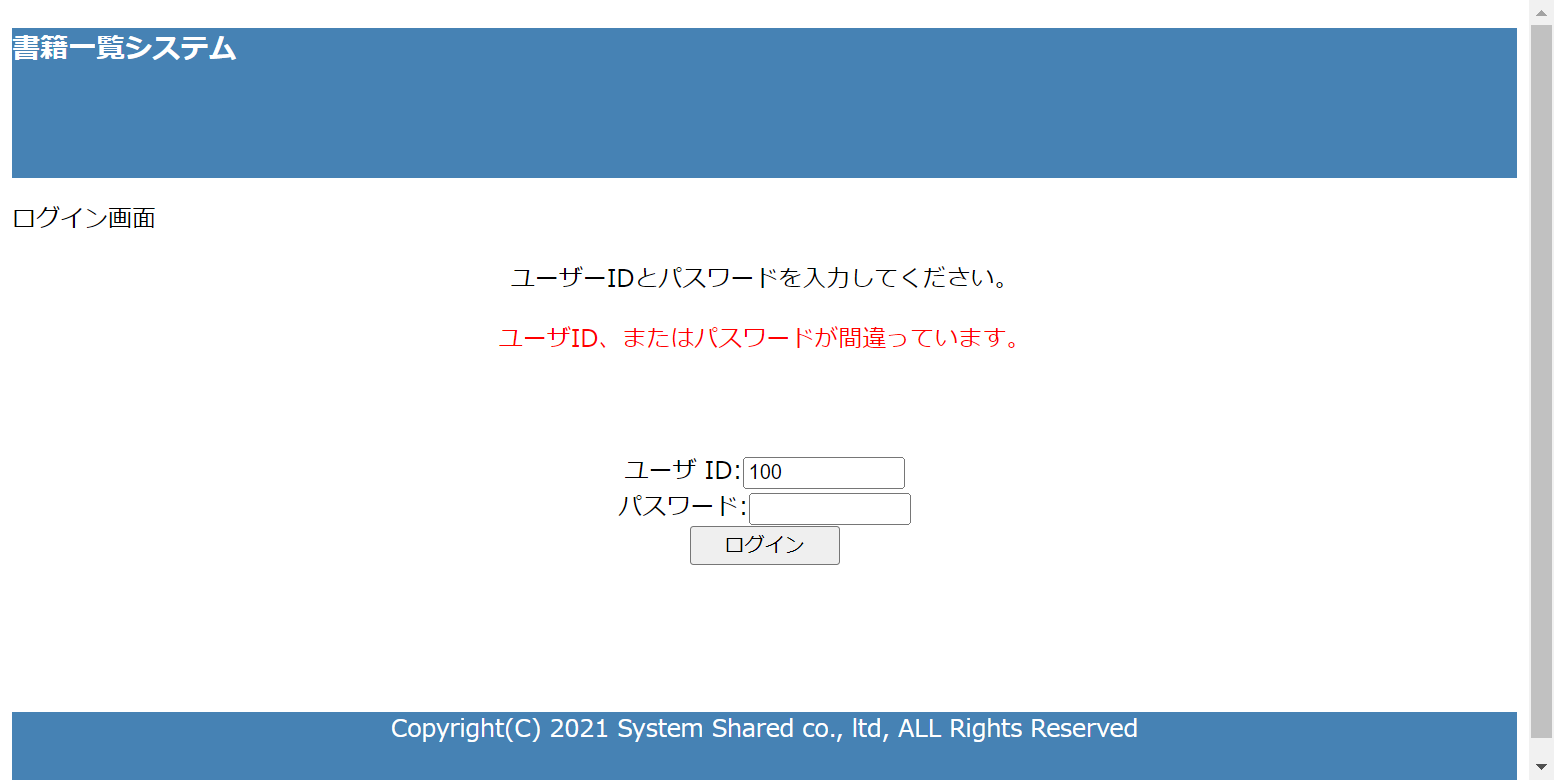 書籍一覧システム
ログイン画面
ユーザーIDとパスワードを入力してください。
ユーザID、またはパスワードが間違っています。
ユーザ ID:100
パスワード:
ログイン
Copyright(C) 2021 System Shared co., ltd, ALL Rights Reserved